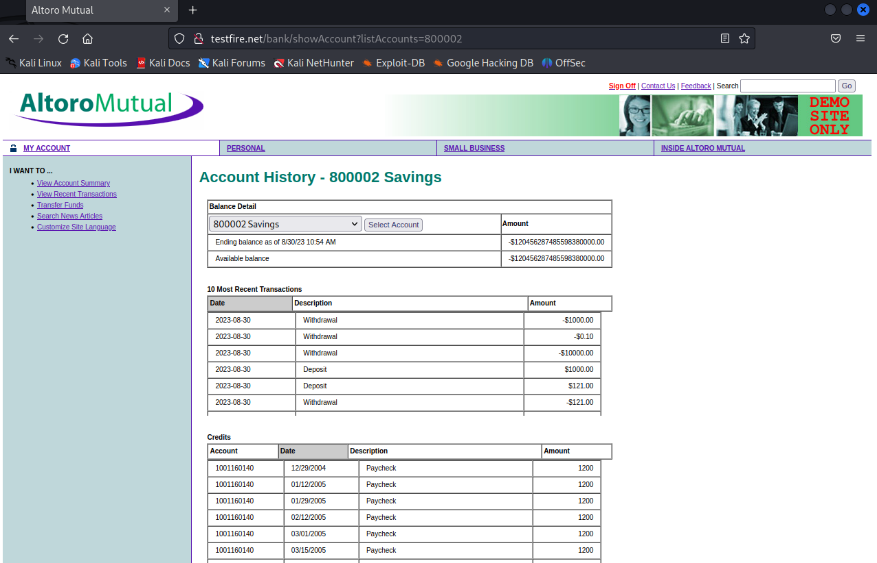 Altoro Mutual
testfire.net/bank/showAccount?listAccounts=800002
Kali Linux Kali Tools Kali Docs Kali Forums Kali NetHunter Exploit-DB Google Hacking DB OffSec
Sign Off | Contact Us | Feedback | Search Go
AltoroMutual
DEMO
SITE
ONLY
MY ACCOUNT PERSONAL SMALL BUSINESS INSIDE ALTORO MUTUAL
I WANT TO ...
View Account Summary
View Recent Transactions
Transfer Funds
Search News Articles
Customize Site Language
Account History - 800002 Savings
Balance Detail
800002 Savings Select Account Amount
Ending balance as of 8/30/23 10:54 AM -$120456287485598380000.00
Available balance -$120456287485598380000.00
10 Most Recent Transactions
Date Description Amount
2023-08-30 Withdrawal -$1000.00
2023-08-30 Withdrawal -$0.10
2023-08-30 Withdrawal -$10000.00
2023-08-30 Deposit $1000.00
2023-08-30 Deposit $121.00
2023-08-30 Withdrawal -$121.00
Credits
Account Date Description Amount
1001160140 12/29/2004 Paycheck 1200
1001160140 01/12/2005 Paycheck 1200
1001160140 01/29/2005 Paycheck 1200
1001160140 02/12/2005 Paycheck 1200
1001160140 03/01/2005 Paycheck 1200
1001160140 03/15/2005 Paycheck 1200